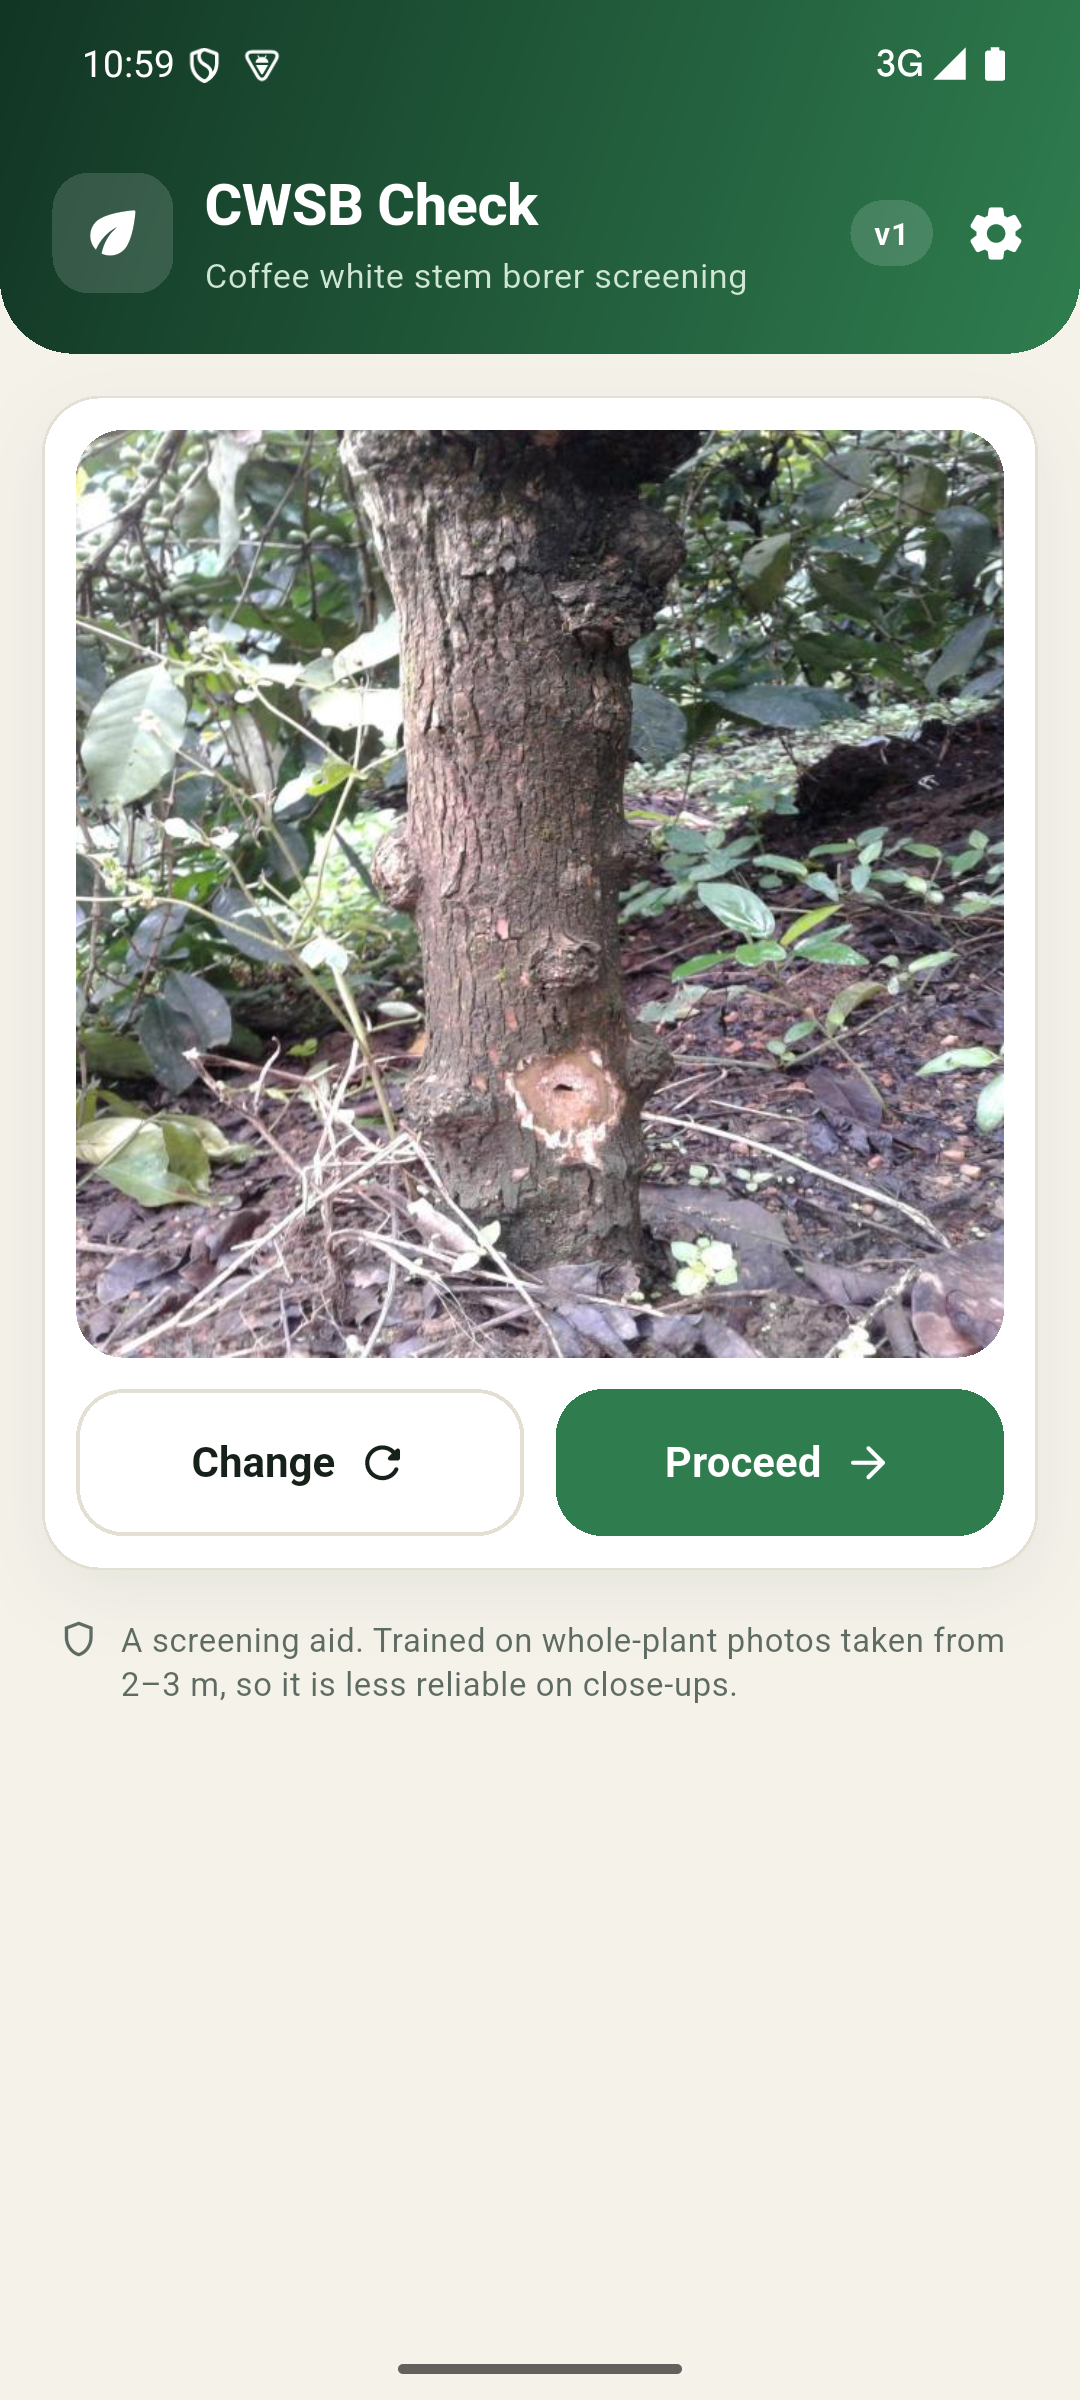 10:59
3G
CWSB Check
Coffee white stem borer screening
v1
Change
Proceed
A screening aid. Trained on whole-plant photos taken from
2–3 m, so it is less reliable on close-ups.